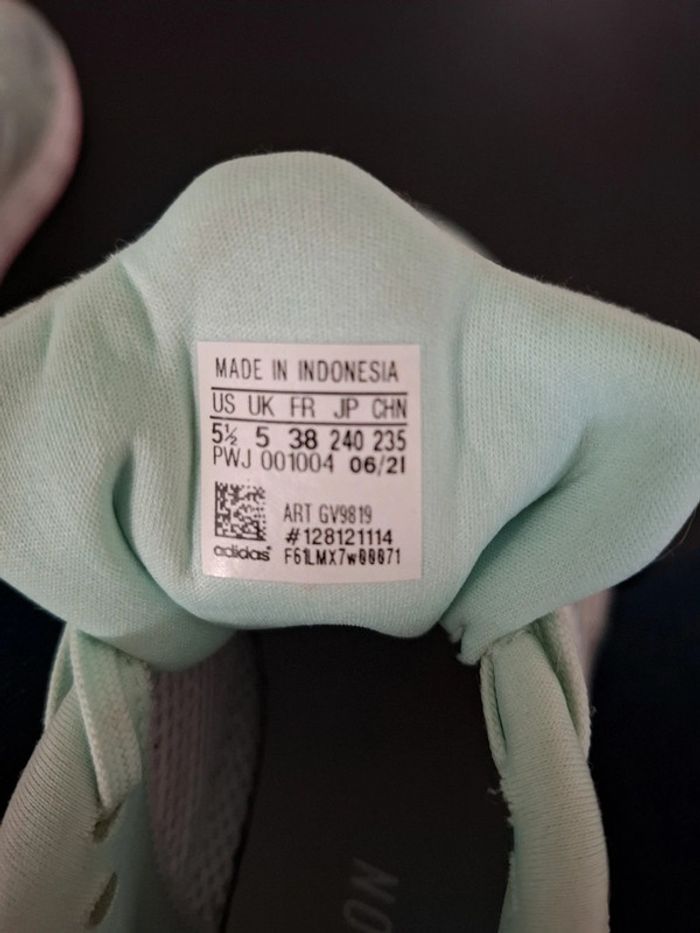 MADE IN INDONESIA
US UK FR JP CHN
5½ 5 38 240 235
PWJ 001004 06/21
ART GV9819
#128121114
adidas F61LMX7w00071
NO